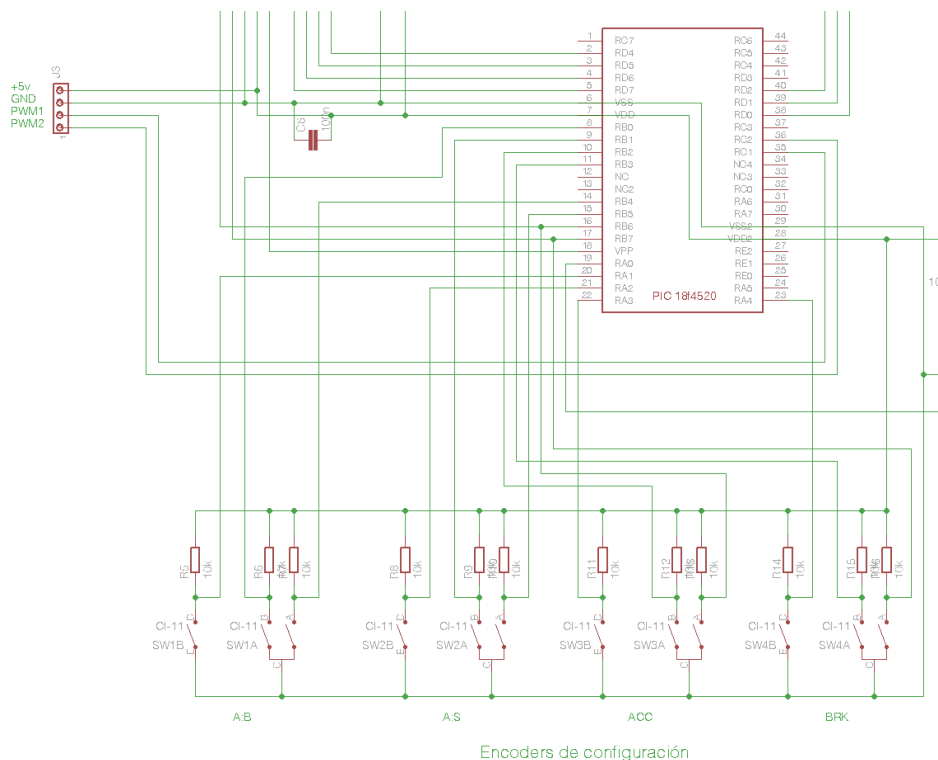 J3
+5v
GND
PWM1
PWM2
1
C8
100n
1 RC7
2 RD4
3 RD5
4 RD6
5 RD7
6 VSS
7 VDD
8 RB0
9 RB1
10 RB2
11 RB3
12 NC
13 NC2
14 RB4
15 RB5
16 RB6
17 RB7
18 VPP
19 RA0
20 RA1
21 RA2
22 RA3
RC6 44
RC5 43
RC4 42
RD3 41
RD2 40
RD1 39
RD0 38
RC3 37
RC2 36
RC1 35
NC4 34
NC3 33
RC0 32
RA6 31
RA7 30
VSS2 29
VDD2 28
RE2 27
RE1 26
RE0 25
RA5 24
RA4 23
PIC 18f4520
R5 10k
R6 10k
10k
R8 10k
R9
10k
R11 10k
R12 10k
10k
R14 10k
R15
10k
C B A C B A C B A C B A
CI-11 CI-11 CI-11 CI-11 CI-11 CI-11 CI-11 CI-11
SW1B SW1A SW2B SW2A SW3B SW3A SW4B SW4A
E C E C E C E C
A:B A:S ACC BRK
Encoders de configuración